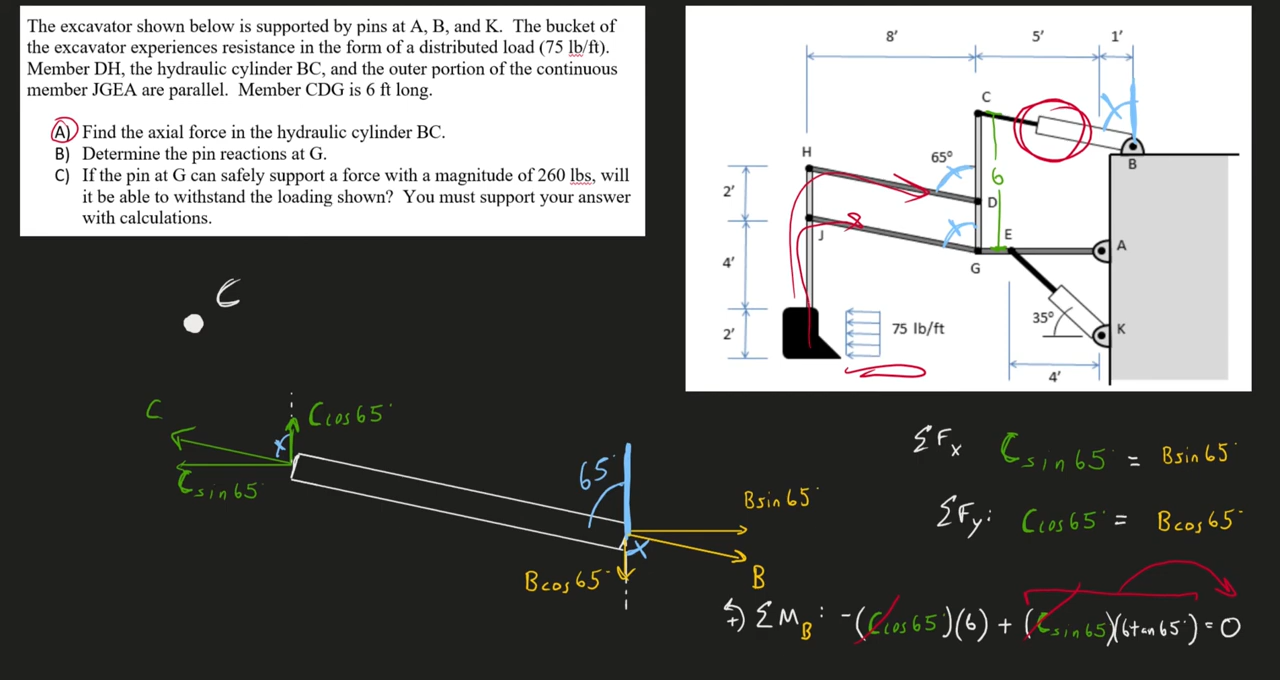 The excavator shown below is supported by pins at A, B, and K. The bucket of
the excavator experiences resistance in the form of a distributed load (75 lb/ft).
Member DH, the hydraulic cylinder BC, and the outer portion of the continuous
member JGEA are parallel. Member CDG is 6 ft long.
A) Find the axial force in the hydraulic cylinder BC.
B) Determine the pin reactions at G.
C) If the pin at G can safely support a force with a magnitude of 260 lbs, will
it be able to withstand the loading shown? You must support your answer
with calculations.
8' 5' 1'
C
X
H 65° B
6
2' D
J X E A
G
4'
35° K
2' 75 lb/ft
4'
C
C Ccos65°
X
Csin65°
65°
Bsin65°
X
Bcos65° B
ΣFx Csin65° = Bsin65°
ΣFy: Ccos65° = Bcos65°
↰+) ΣM_B: -(Ccos65°)(6) + (Csin65)(6tan65°) = 0